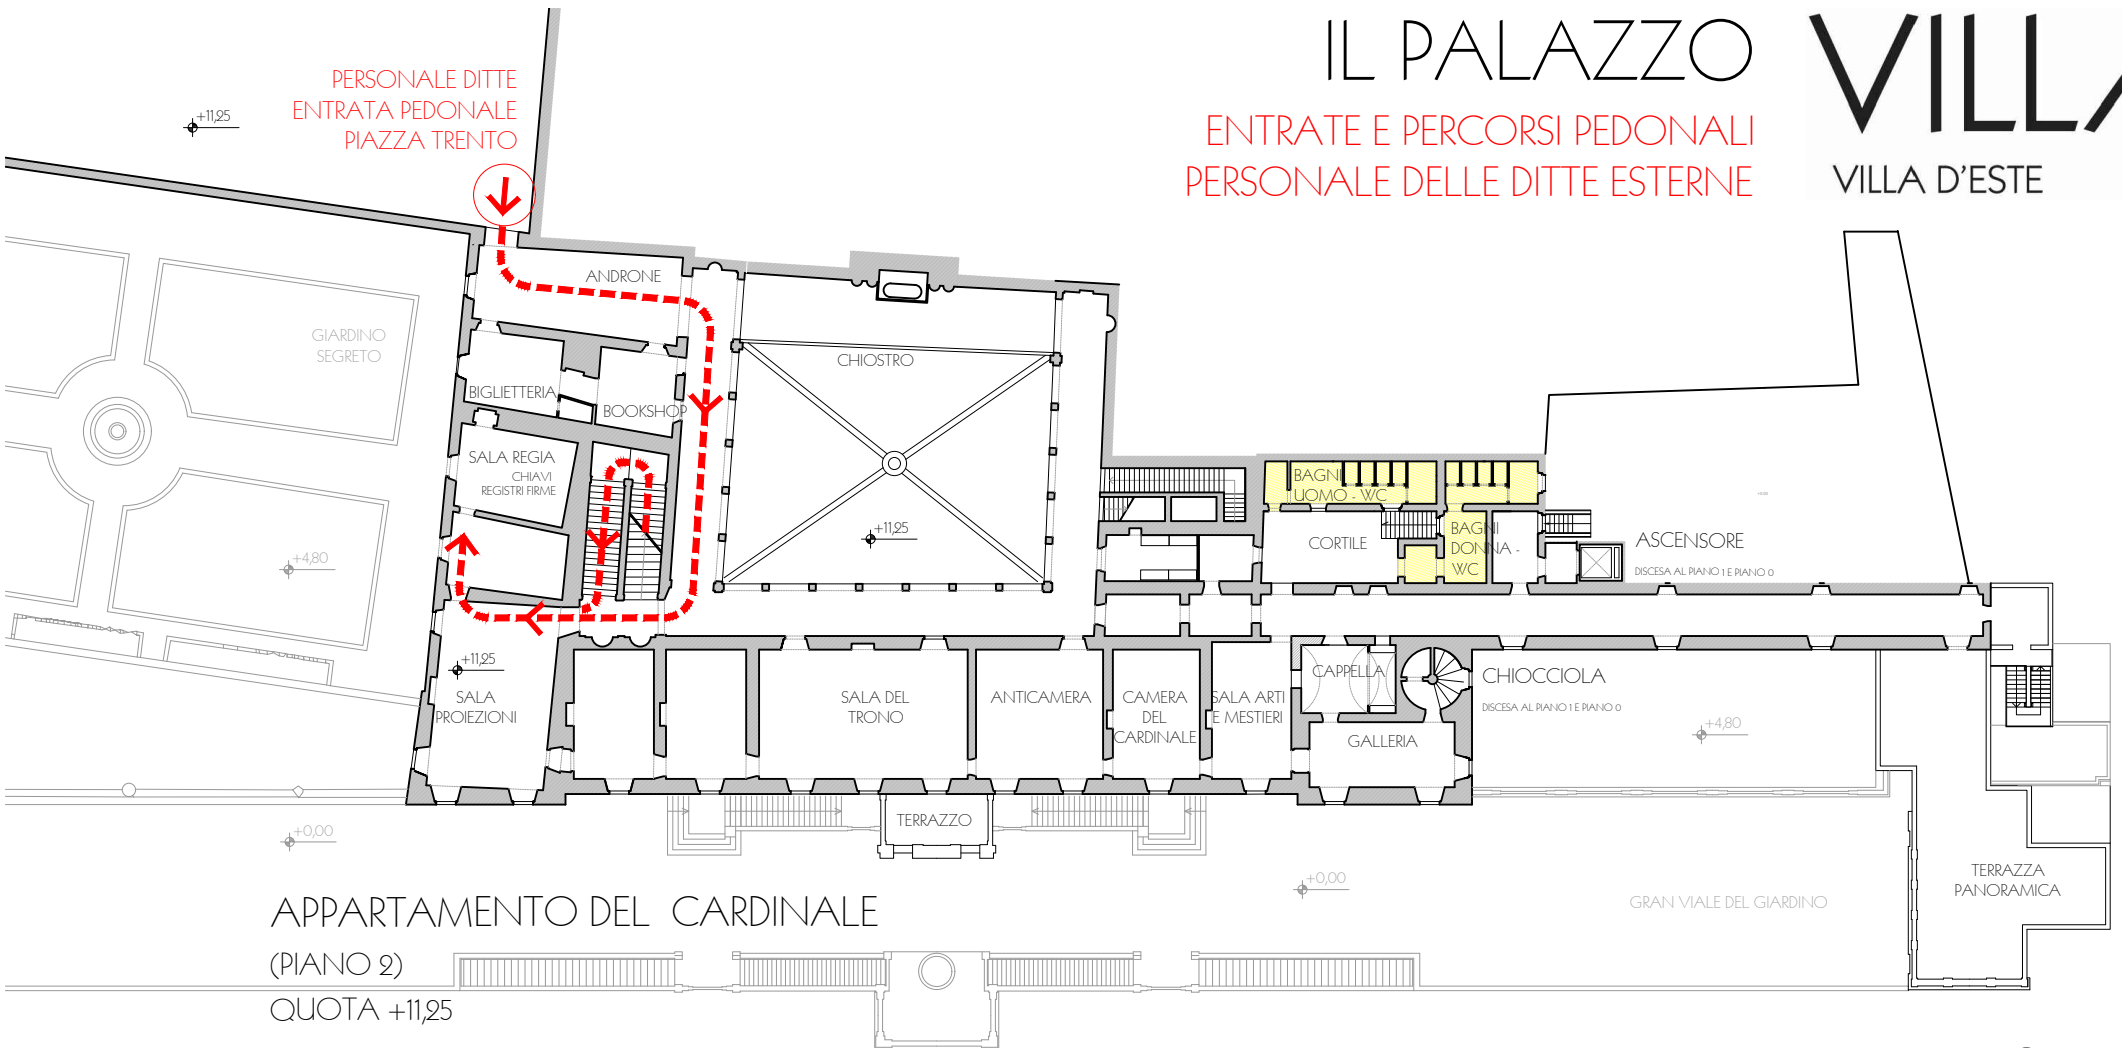 IL PALAZZO
ENTRATE E PERCORSI PEDONALI
PERSONALE DELLE DITTE ESTERNE
VILLA
VILLA D'ESTE
PERSONALE DITTE
ENTRATA PEDONALE
PIAZZA TRENTO
+11,25
ANDRONE
GIARDINO
SEGRETO
CHIOSTRO
BIGLIETTERIA
BOOKSHOP
SALA REGIA
CHIAVI
REGISTRI FIRME
+4,80
+11,25
BAGNI
UOMO - WC
CORTILE
BAGNI
DONNA -
WC
ASCENSORE
DISCESA AL PIANO 1 E PIANO 0
+11,25
SALA
PROIEZIONI
SALA DEL
TRONO
ANTICAMERA
CAMERA
DEL
CARDINALE
SALA ARTI
E MESTIERI
CAPPELLA
GALLERIA
CHIOCCIOLA
DISCESA AL PIANO 1 E PIANO 0
+4,80
TERRAZZO
+0,00
+0,00
TERRAZZA
PANORAMICA
GRAN VIALE DEL GIARDINO
APPARTAMENTO DEL CARDINALE
(PIANO 2)
QUOTA +11,25